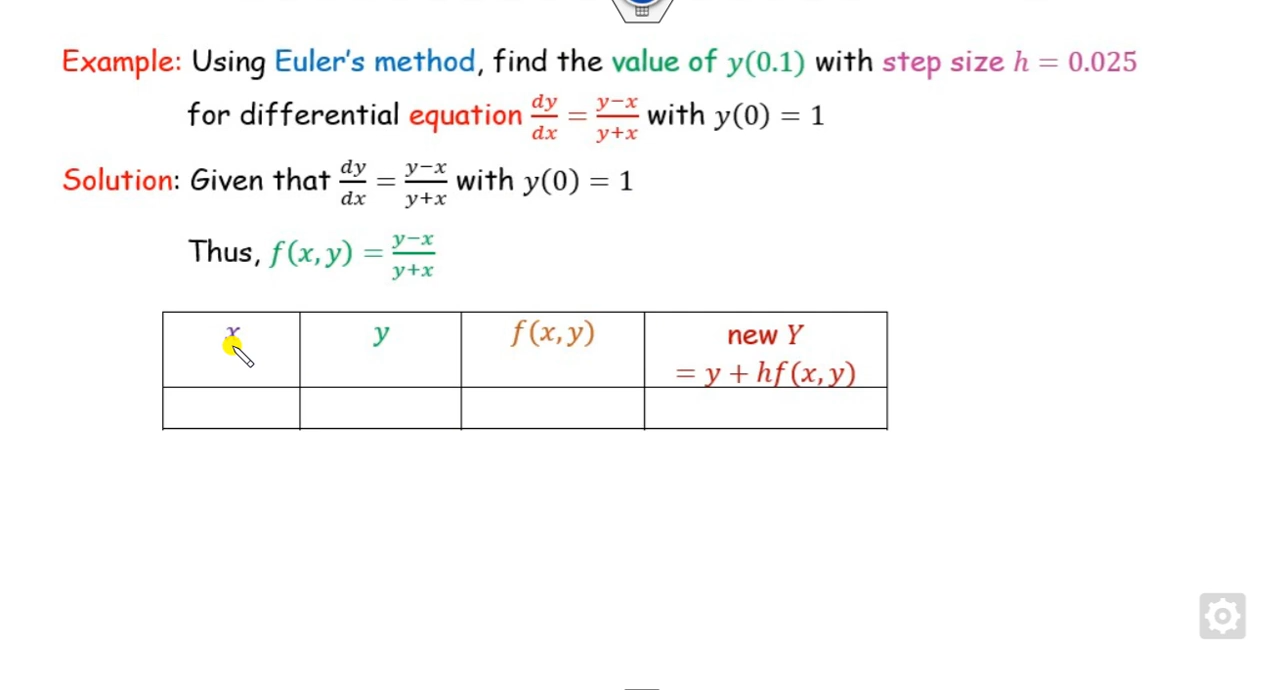 Example: Using Euler's method, find the value of y(0.1) with step size h = 0.025
for differential equation dy/dx = y−x/y+x with y(0) = 1
Solution: Given that dy/dx = y−x/y+x with y(0) = 1
Thus, f(x, y) = y−x/y+x
x y f(x, y) new Y
= y + hf(x, y)